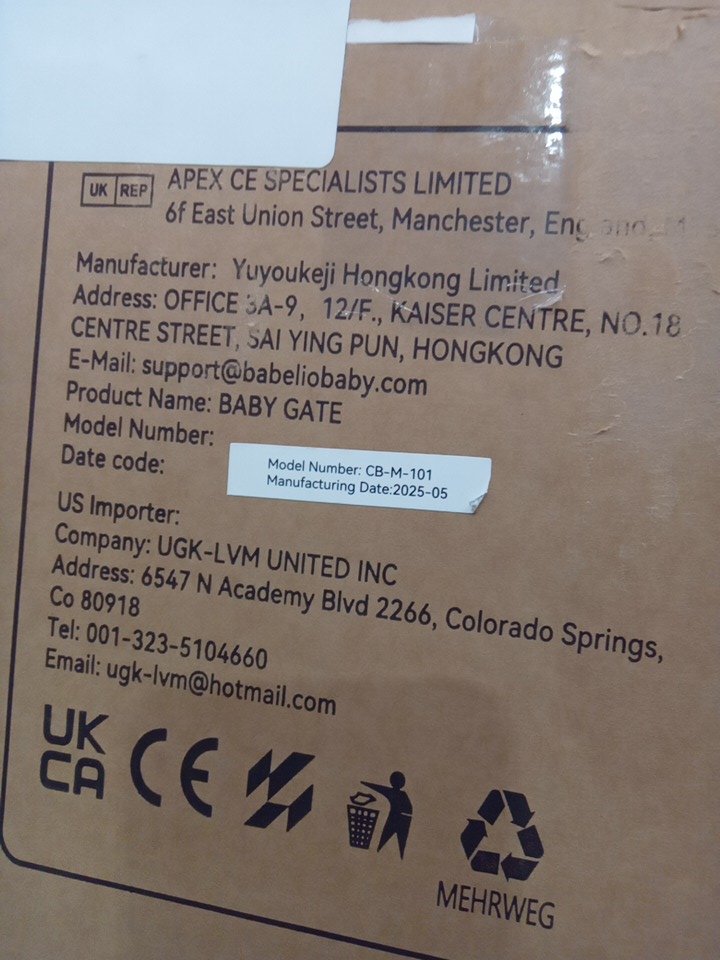 UK REP
APEX CE SPECIALISTS LIMITED
6f East Union Street, Manchester,
Manufacturer: Yuyoukeji Hongkong Limited
Address: OFFICE 3A-9, 12/F., KAISER CENTRE, NO.18
CENTRE STREET, SAI YING PUN, HONGKONG
E-Mail: support@babeliobaby.com
Product Name: BABY GATE
Model Number:
Date code:
Model Number: CB-M-101
Manufacturing Date:2025-05
US Importer:
Company: UGK-LVM UNITED INC
Address: 6547 N Academy Blvd 2266, Colorado Springs,
Co 80918
Tel: 001-323-5104660
Email: ugk-lvm@hotmail.com
UK
CA
CE
MEHRWEG